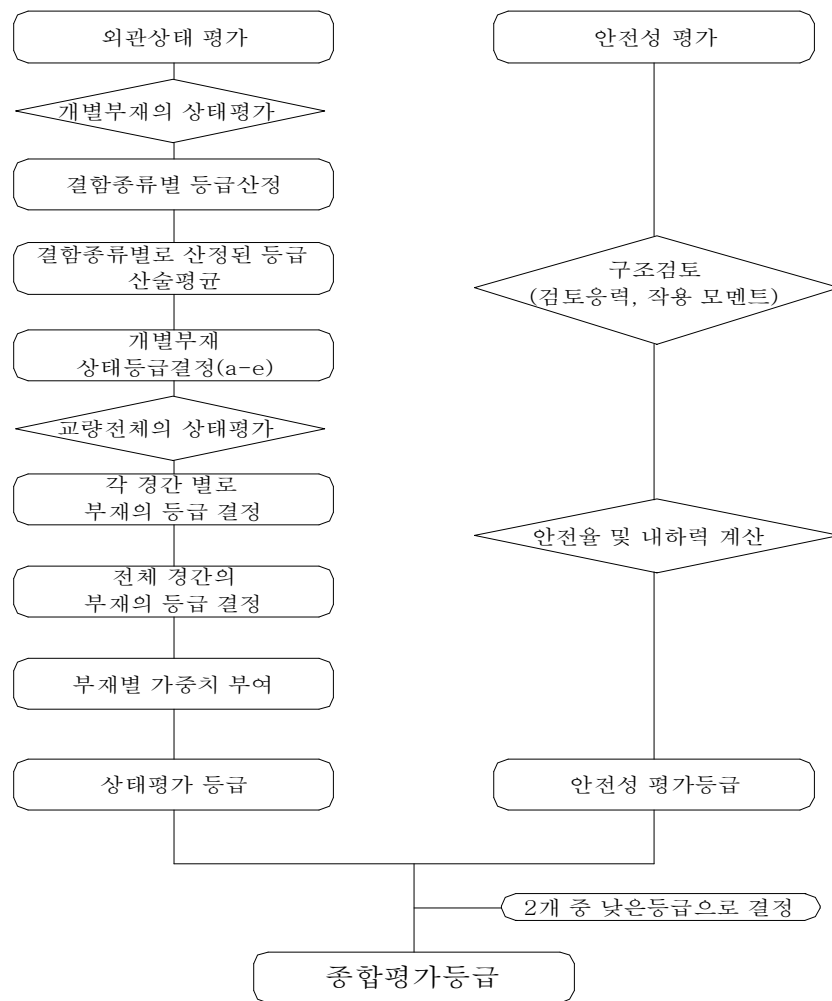 외관상태 평가
개별부재의 상태평가
결함종류별 등급산정
결함종류별로 산정된 등급
산술평균
개별부재
상태등급결정(a-e)
교량전체의 상태평가
각 경간 별로
부재의 등급 결정
전체 경간의
부재의 등급 결정
부재별 가중치 부여
상태평가 등급
안전성 평가
구조검토
(검토응력, 작용 모멘트)
안전율 및 내하력 계산
안전성 평가등급
2개 중 낮은등급으로 결정
종합평가등급